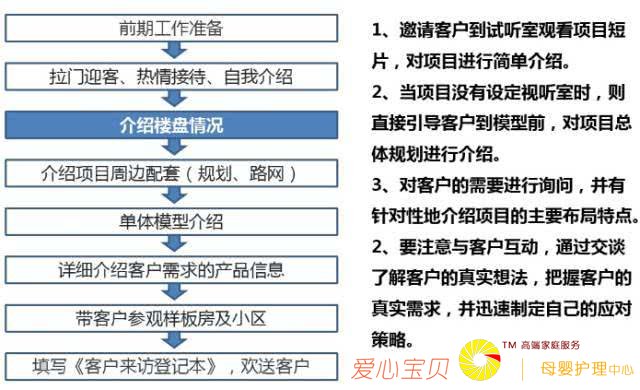 前期工作准备
拉门迎客、热情接待、自我介绍
介绍楼盘情况
介绍项目周边配套（规划、路网）
单体模型介绍
详细介绍客户需求的产品信息
带客户参观样板房及小区
填写《客户来访登记本》，欢送客户
1、邀请客户到试听室观看项目短
片，对项目进行简单介绍。
2、当项目没有设定视听室时，则
直接引导客户到模型前，对项目总
体规划进行介绍。
3、对客户的需要进行询问，并有
针对性地介绍项目的主要布局特点。
2、要注意与客户互动，通过交谈
了解客户的真实想法，把握客户的
真实需求，并迅速制定自己的应对
策略。
爱心宝贝
TM 高端家庭服务
母婴护理中心